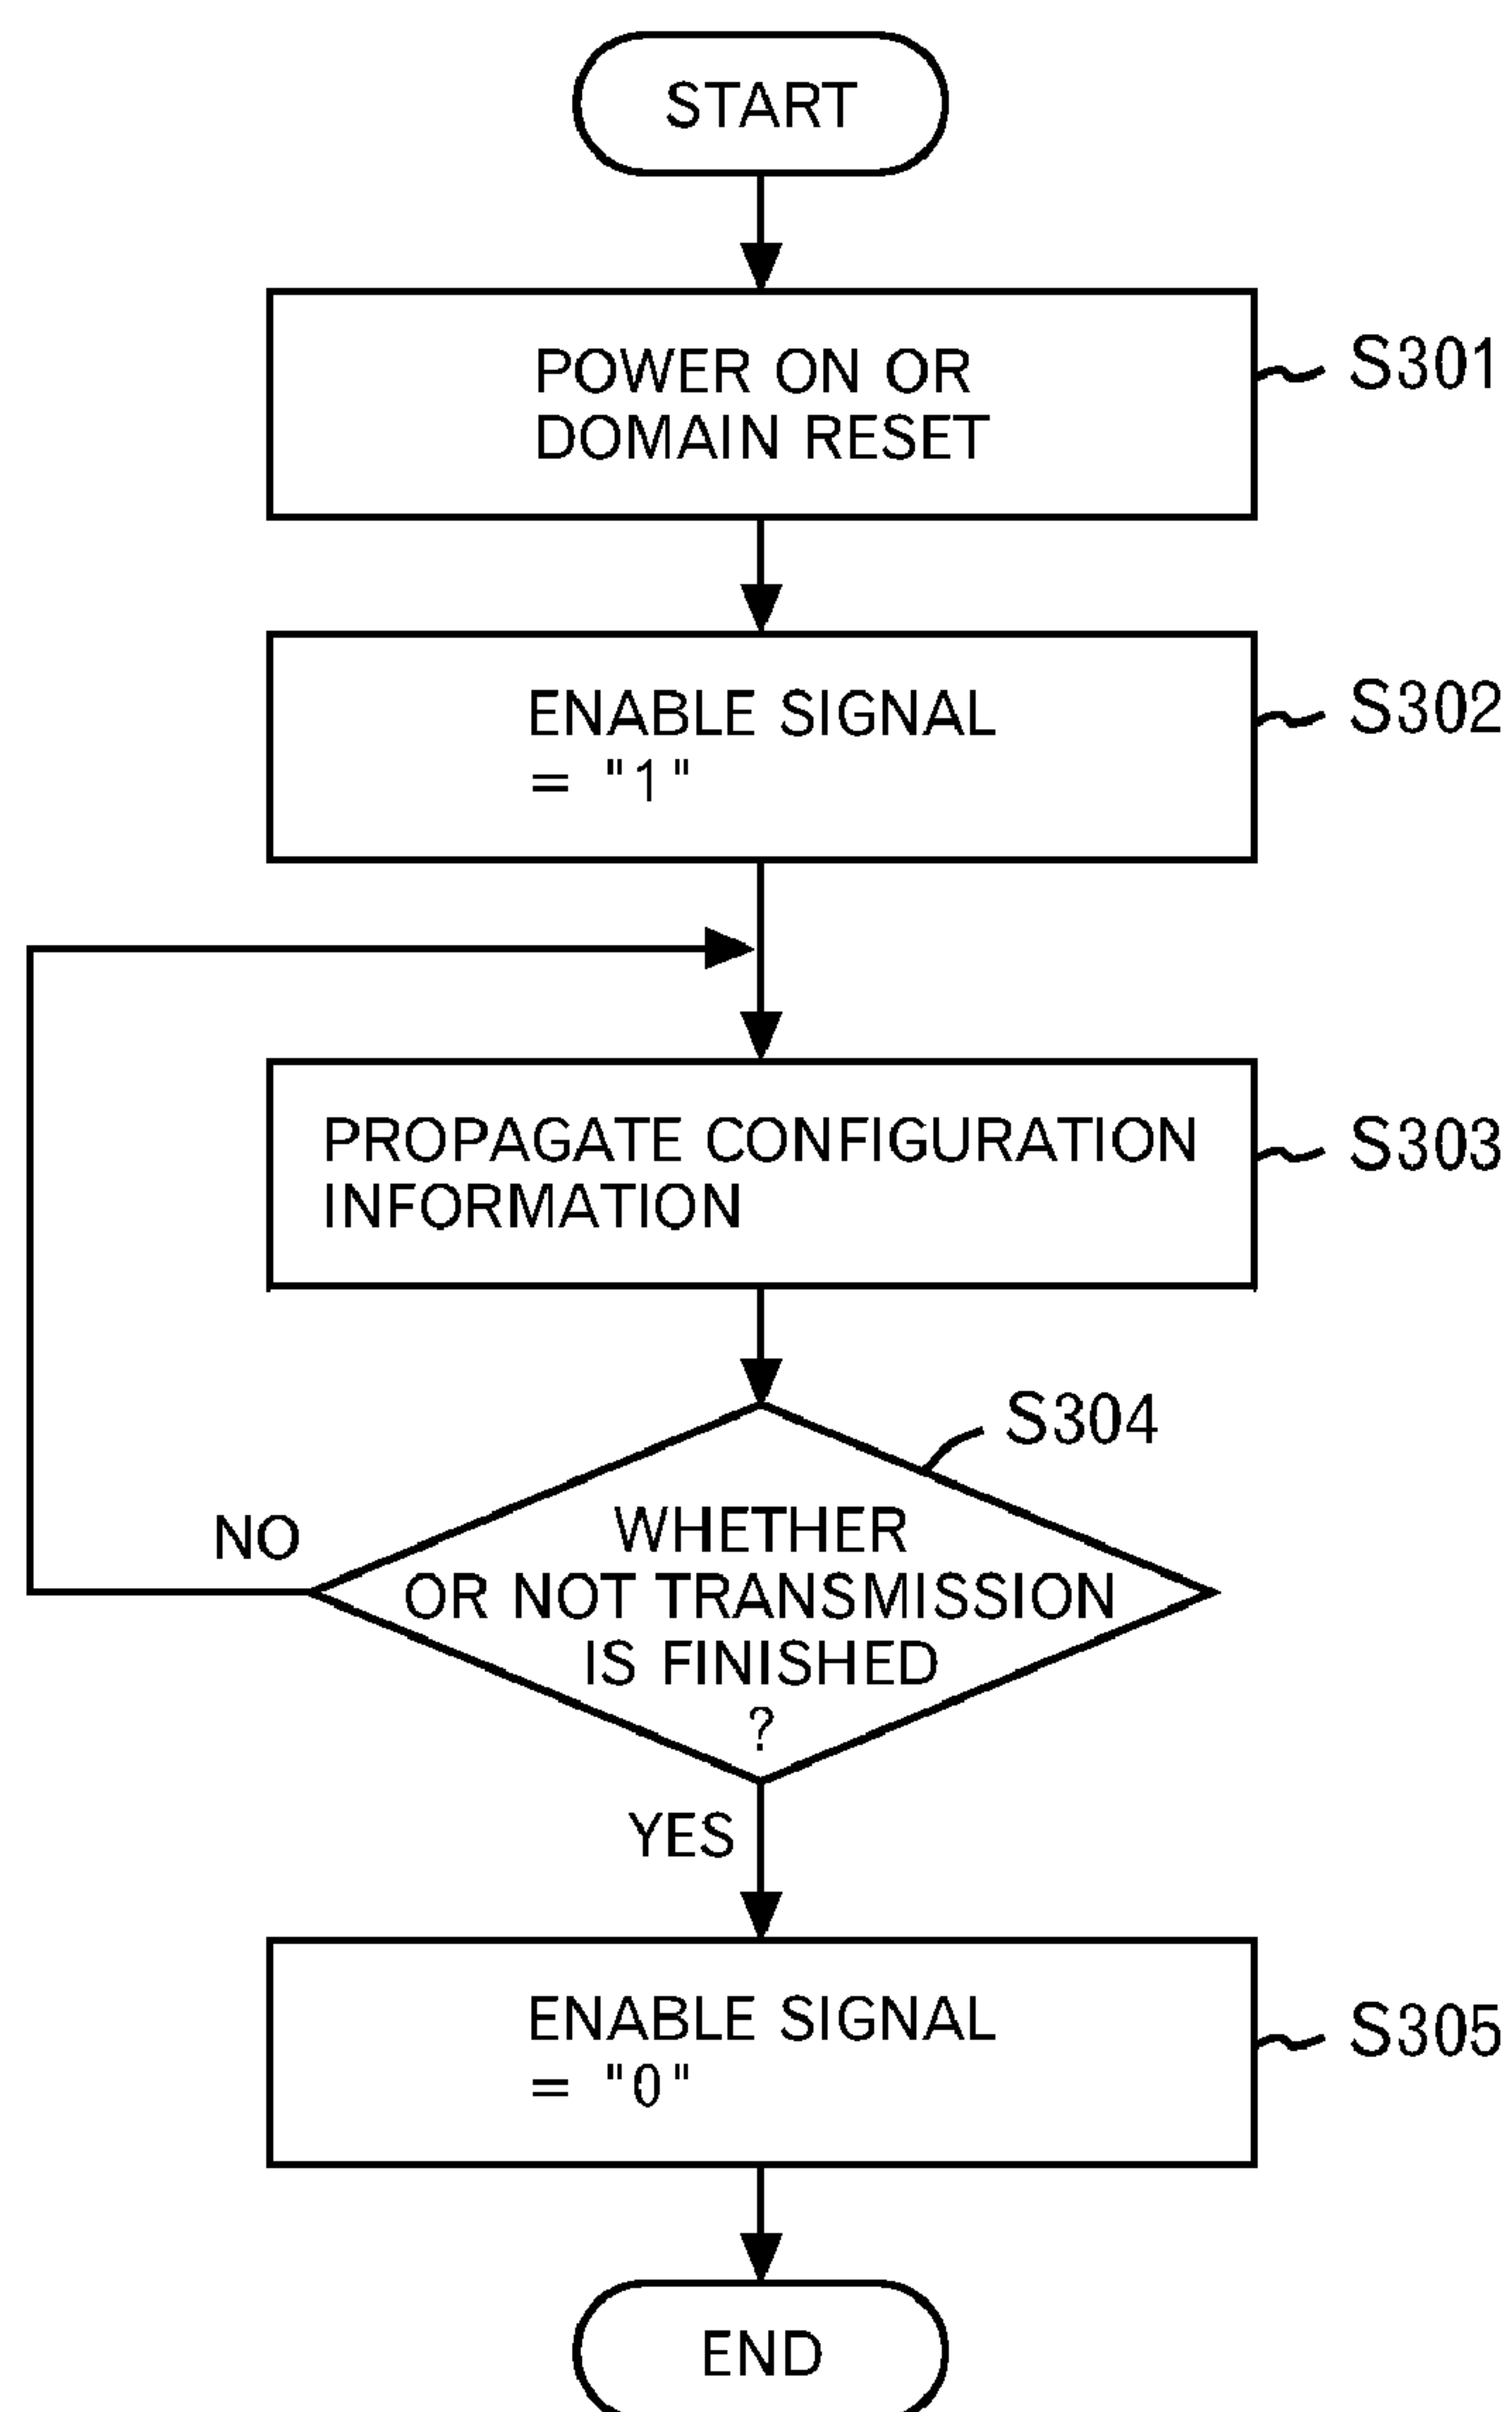 START
POWER ON OR
DOMAIN RESET
S301
ENABLE SIGNAL
= "1"
S302
PROPAGATE CONFIGURATION
INFORMATION
S303
S304
WHETHER
OR NOT TRANSMISSION
IS FINISHED
?
NO
YES
ENABLE SIGNAL
= "0"
S305
END